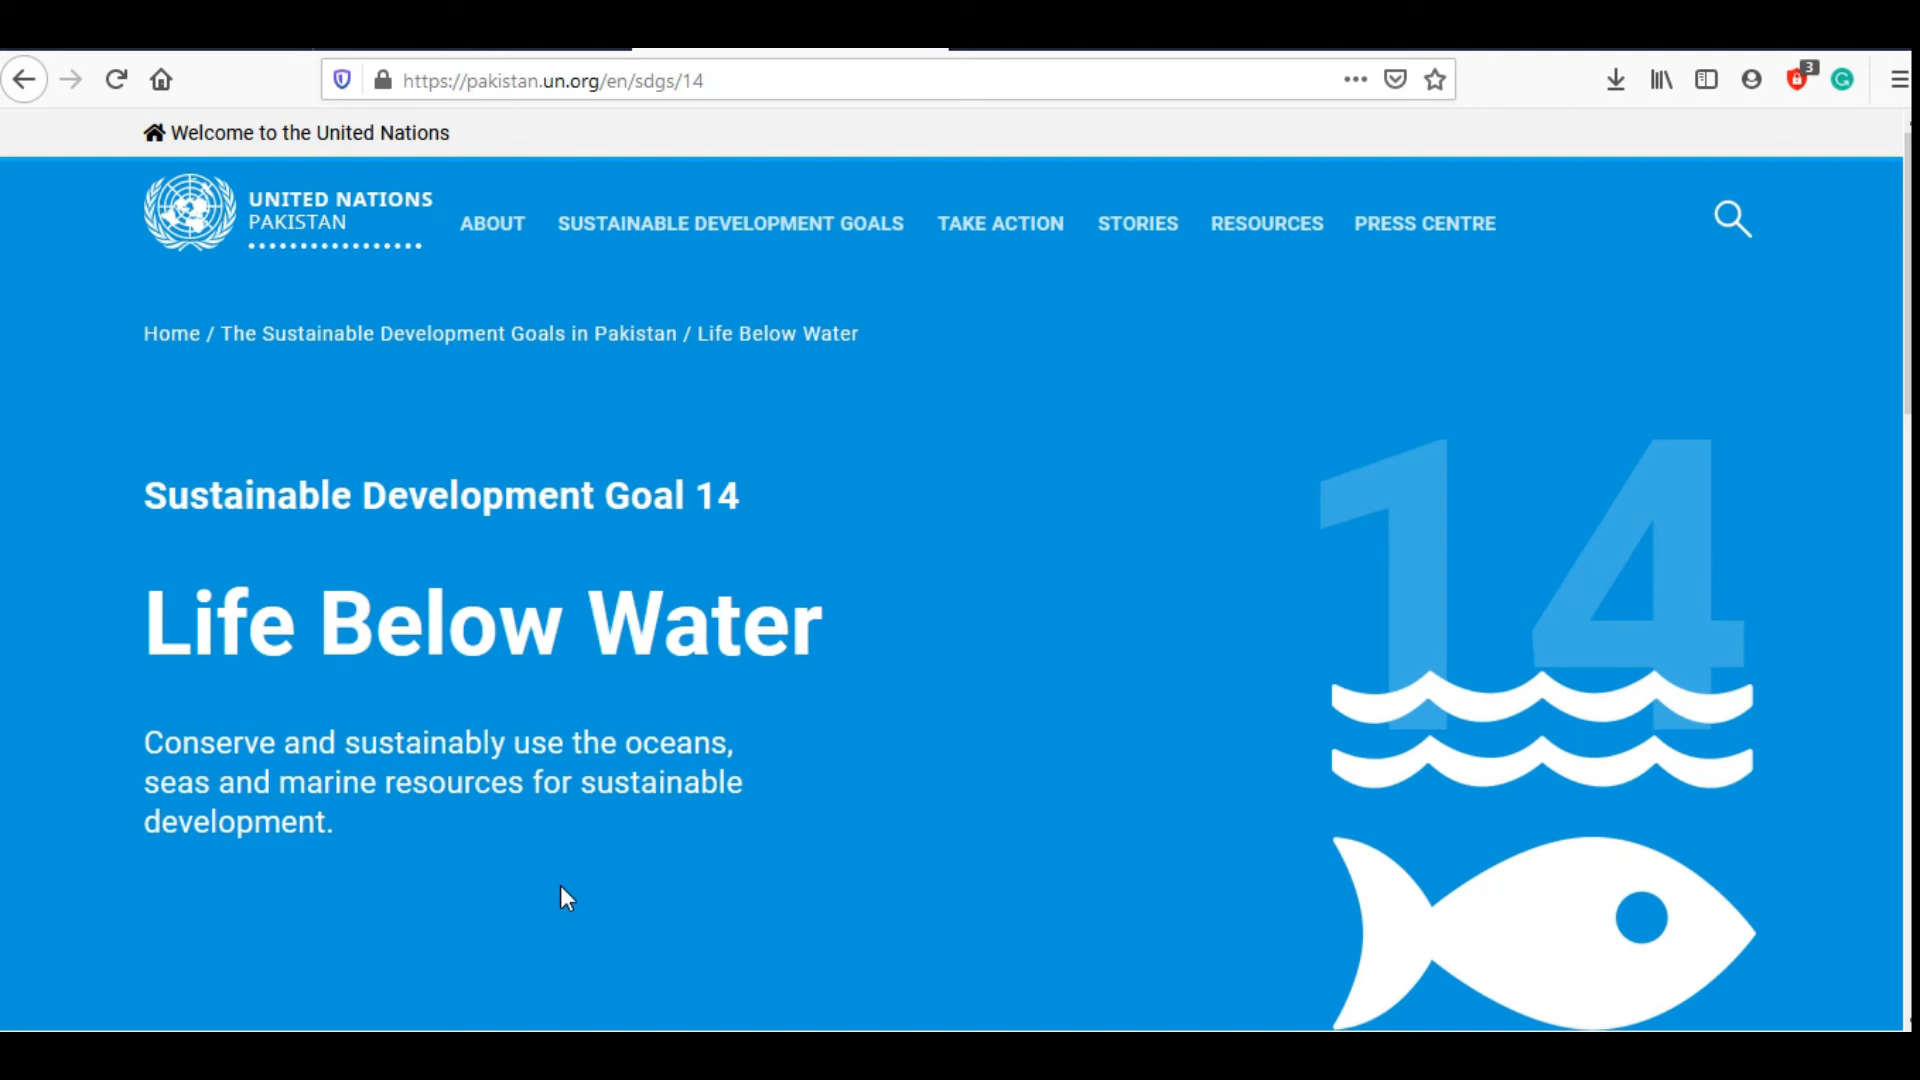 https://pakistan.un.org/en/sdgs/14
3
Welcome to the United Nations
UNITED NATIONS
PAKISTAN
ABOUT SUSTAINABLE DEVELOPMENT GOALS TAKE ACTION STORIES RESOURCES PRESS CENTRE
Home / The Sustainable Development Goals in Pakistan / Life Below Water
14
Sustainable Development Goal 14
Life Below Water
Conserve and sustainably use the oceans,
seas and marine resources for sustainable
development.